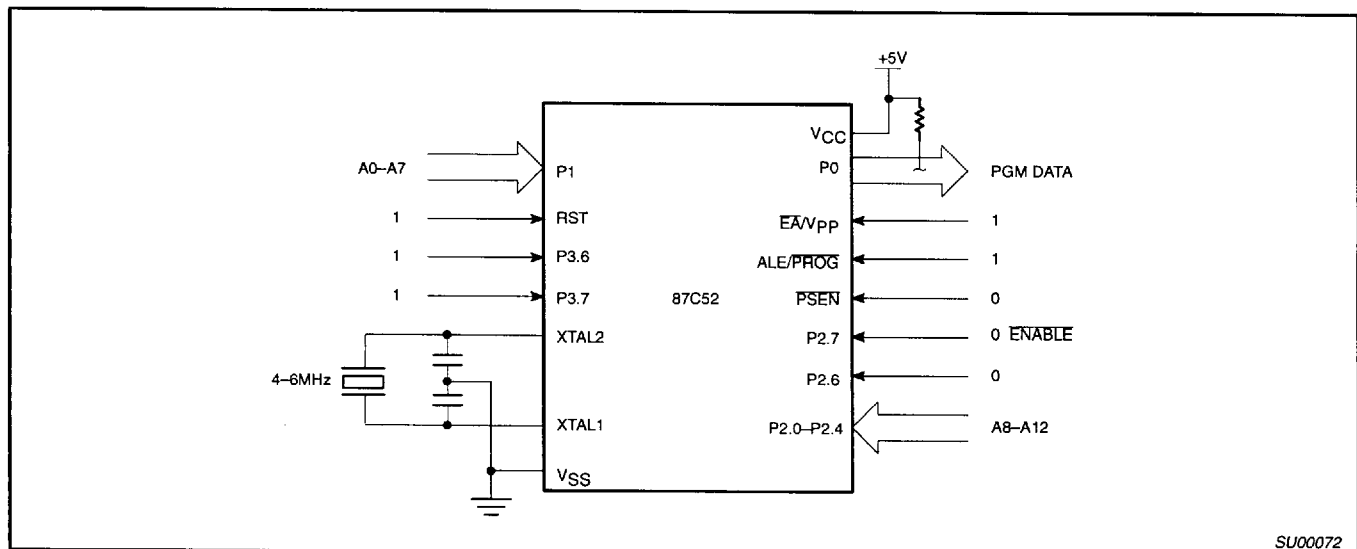 +5V
VCC
A0–A7
P1
P0
PGM DATA
1
RST
EA/VPP
1
1
P3.6
ALE/PROG
1
1
P3.7
87C52
PSEN
0
XTAL2
P2.7
0 ENABLE
4–6MHz
P2.6
0
XTAL1
P2.0–P2.4
A8–A12
VSS
SU00072